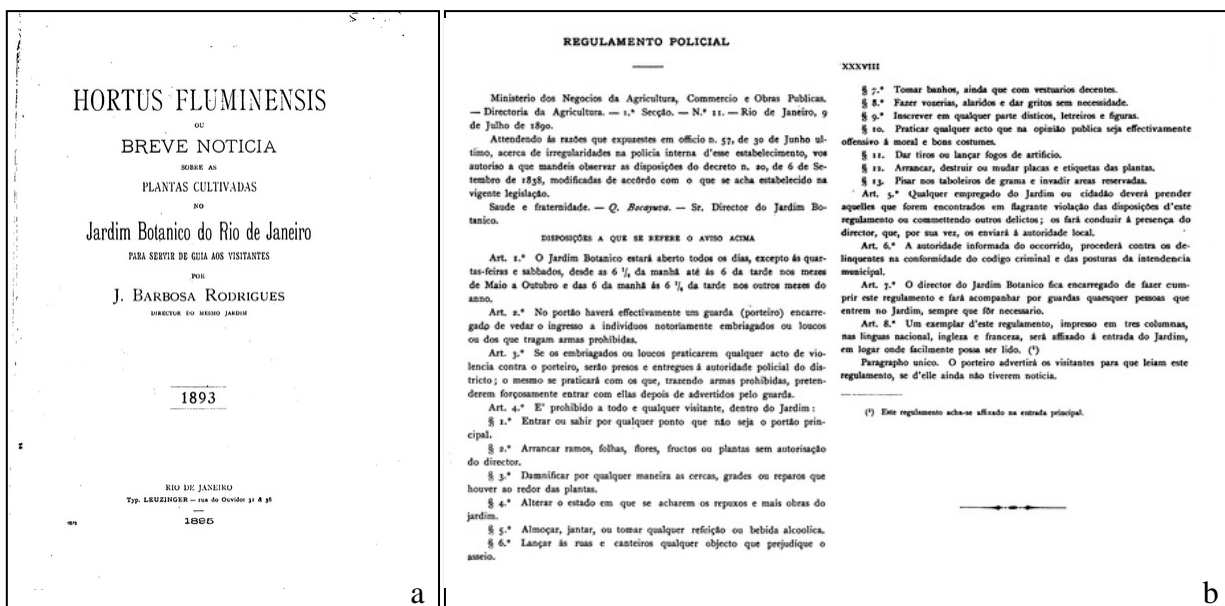 HORTUS FLUMINENSIS
OU
BREVE NOTICIA
SOBRE AS
PLANTAS CULTIVADAS
NO
Jardim Botanico do Rio de Janeiro
PARA SERVIR DE GUIA AOS VISITANTES
POR
J. BARBOSA RODRIGUES
DIRECTOR DO MESMO JARDIM
1893
RIO DE JANEIRO
Typ. LEUZINGER — rua do Ouvidor 31 & 36
1895
a
REGULAMENTO POLICIAL
Ministerio dos Negocios da Agricultura, Commercio e Obras Publicas.
— Directoria da Agricultura. — 1.ª Secção. — N.º 11. — Rio de Janeiro, 9
de Julho de 1890.
Attendendo ás razões que expuzestes em officio n. 57, de 30 de Junho ul-
timo, acerca de irregularidades na policia interna d'esse estabelecimento, vos
autoriso a que mandeis observar as disposições do decreto n. 20, de 6 de Se-
tembro de 1838, modificadas de accôrdo com o que se acha estabelecido na
vigente legislação.
Saude e fraternidade. — Q. Bocayuva. — Sr. Director do Jardim Bo-
tanico.
DISPOSIÇÕES A QUE SE REFERE O AVISO ACIMA
Art. 1.º O Jardim Botanico estará aberto todos os dias, excepto ás quar-
tas-feiras e sabbados, desde as 6 1/2 da manhã até ás 6 da tarde nos mezes
de Maio a Outubro e das 6 da manhã ás 6 1/2 da tarde nos outros mezes do
anno.
Art. 2.º No portão haverá effectivamente um guarda (porteiro) encarre-
gado de vedar o ingresso a individuos notoriamente embriagados ou loucos
ou dos que tragam armas prohibidas.
Art. 3.º Se os embriagados ou loucos praticarem qualquer acto de vio-
lencia contra o porteiro, serão presos e entregues á autoridade policial do dis-
tricto; o mesmo se praticará com os que, trazendo armas prohibidas, preten-
derem forçosamente entrar com ellas depois de advertidos pelo guarda.
Art. 4.º E' prohibido a todo e qualquer visitante, dentro do Jardim:
§ 1.º Entrar ou sahir por qualquer ponto que não seja o portão prin-
cipal.
§ 2.º Arrancar ramos, folhas, flores, fructos ou plantas sem autorisação
do director.
§ 3.º Damnificar por qualquer maneira as cercas, grades ou reparos que
houver ao redor das plantas.
§ 4.º Alterar o estado em que se acharem os repuxos e mais obras do
jardim.
§ 5.º Almoçar, jantar, ou tomar qualquer refeição ou bebida alcoolica.
§ 6.º Lançar ás ruas e canteiros qualquer objecto que prejudique o
asseio.
XXXVIII
§ 7.º Tomar banhos, ainda que com vestuarios decentes.
§ 8.º Fazer vozerias, alaridos e dar gritos sem necessidade.
§ 9.º Inscrever em qualquer parte disticos, letreiros e figuras.
§ 10. Praticar qualquer acto que na opinião publica seja effectivamente
offensivo á moral e bons costumes.
§ 11. Dar tiros ou lançar fogos de artificio.
§ 12. Arrancar, destruir ou mudar placas e etiquetas das plantas.
§ 13. Pisar nos taboleiros de grama e invadir areas reservadas.
Art. 5.º Qualquer empregado do Jardim ou cidadão deverá prender
aquelles que forem encontrados em flagrante violação das disposições d'este
regulamento ou commettendo outros delictos; os fará conduzir á presença do
director, que, por sua vez, os enviará á autoridade local.
Art. 6.º A autoridade informada do occorrido, procederá contra os de-
linquentes na conformidade do codigo criminal e das posturas da intendencia
municipal.
Art. 7.º O director do Jardim Botanico fica encarregado de fazer cum-
prir este regulamento e fará acompanhar por guardas quaesquer pessoas que
entrem no Jardim, sempre que fôr necessario.
Art. 8.º Um exemplar d'este regulamento, impresso em tres columnas,
nas linguas nacional, ingleza e franceza, será affixado á entrada do Jardim,
em logar onde facilmente possa ser lido. (¹)
Paragrapho unico. O porteiro advertirá os visitantes para que leiam este
regulamento, se d'elle ainda não tiverem noticia.
(¹) Este regulamento acha-se affixado na entrada principal.
b